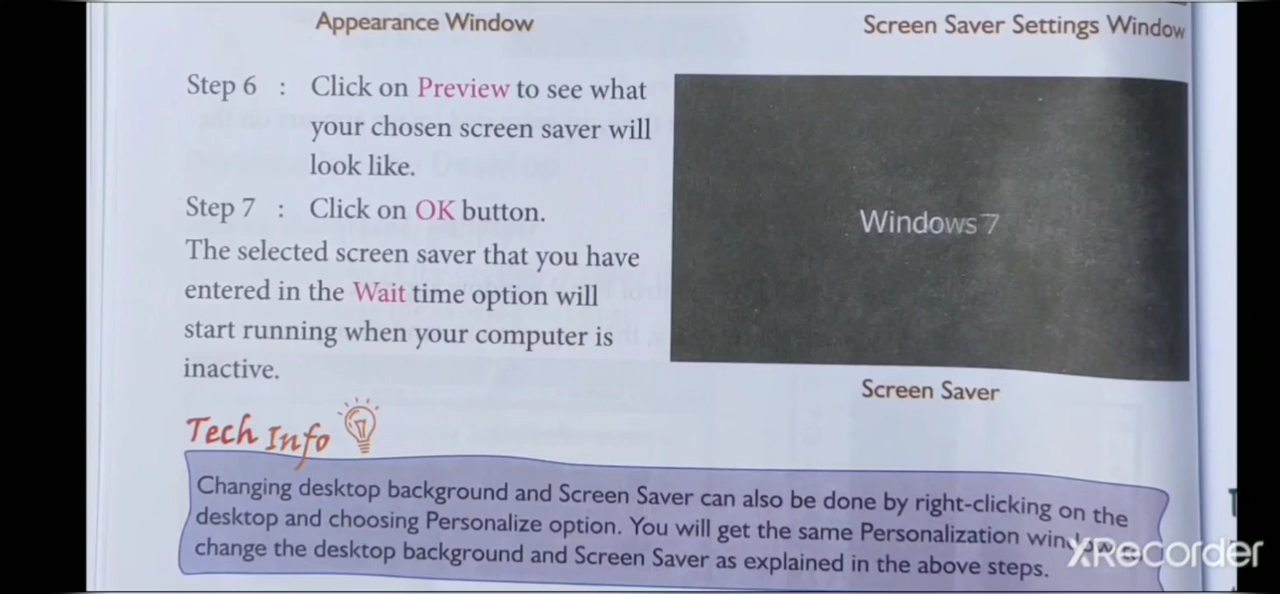 Appearance Window
Screen Saver Settings Window
Step 6 : Click on Preview to see what
your chosen screen saver will
look like.
Step 7 : Click on OK button.
The selected screen saver that you have
entered in the Wait time option will
start running when your computer is
inactive.
Windows 7
Screen Saver
Tech Info
Changing desktop background and Screen Saver can also be done by right-clicking on the
desktop and choosing Personalize option. You will get the same Personalization
change the desktop background and Screen Saver as explained in the above steps.
XRecorder